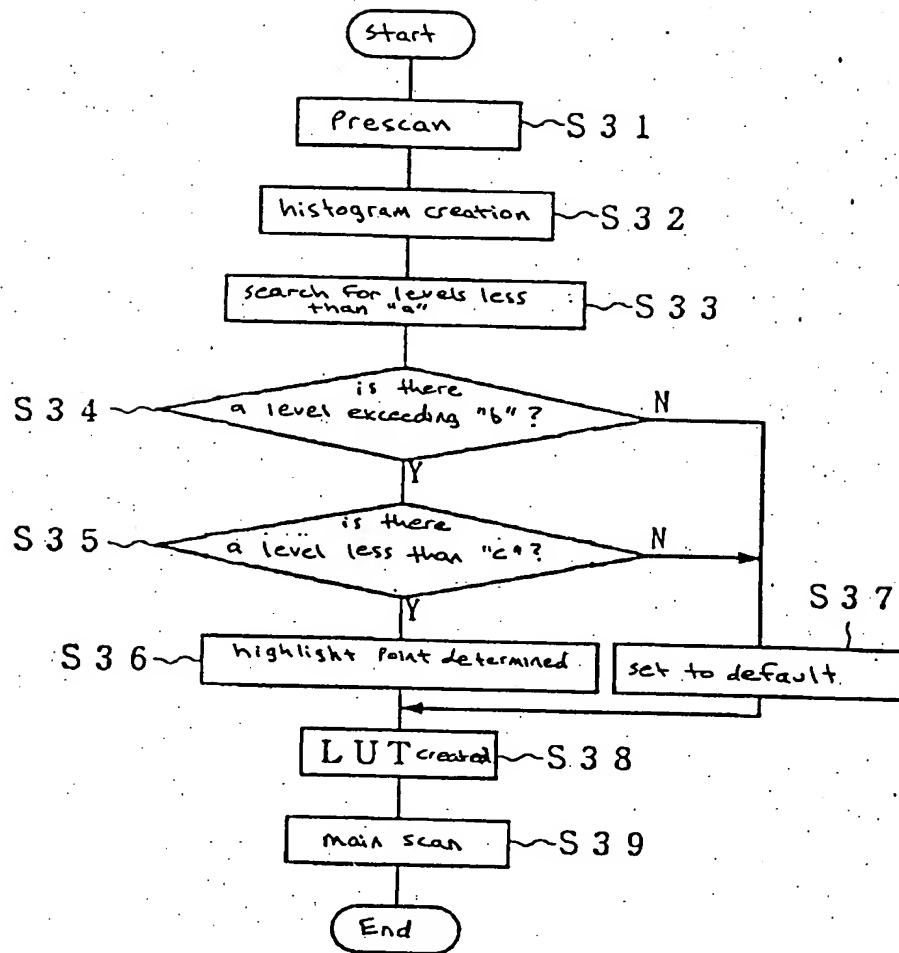 start
Prescan
S31
histogram creation
S32
search for levels less
than "a"
S33
is there
a level exceeding "b"?
S34
N
Y
is there
a level less than "c"?
S35
N
Y
S37
highlight point determined
S36
set to default
LUT created
S38
main scan
S39
End